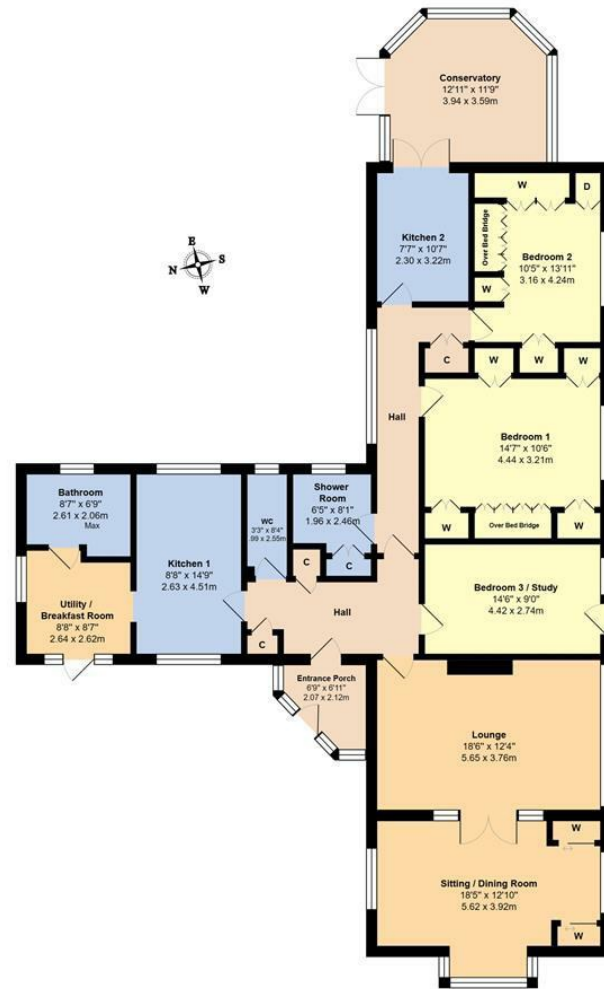 Conservatory
12'11" x 11'9"
3.94 x 3.59m
W
D
Kitchen 2
7'7" x 10'7"
2.30 x 3.22m
Over Bed Bridge
Bedroom 2
10'5" x 13'11"
3.16 x 4.24m
W
E
N
S
W
C
W
W
W
Hall
Bedroom 1
14'7" x 10'6"
4.44 x 3.21m
W
Over Bed Bridge
W
Bathroom
8'7" x 6'9"
2.61 x 2.06m
Max
Kitchen 1
8'8" x 14'9"
2.63 x 4.51m
WC
3'3" x 8'4"
.99 x 2.55m
Shower
Room
6'5" x 8'1"
1.96 x 2.46m
C
C
Utility /
Breakfast Room
8'8" x 8'7"
2.64 x 2.62m
Hall
C
Bedroom 3 / Study
14'6" x 9'0"
4.42 x 2.74m
Entrance Porch
6'9" x 6'11"
2.07 x 2.12m
Lounge
18'6" x 12'4"
5.65 x 3.76m
W
Sitting / Dining Room
18'5" x 12'10"
5.62 x 3.92m
W